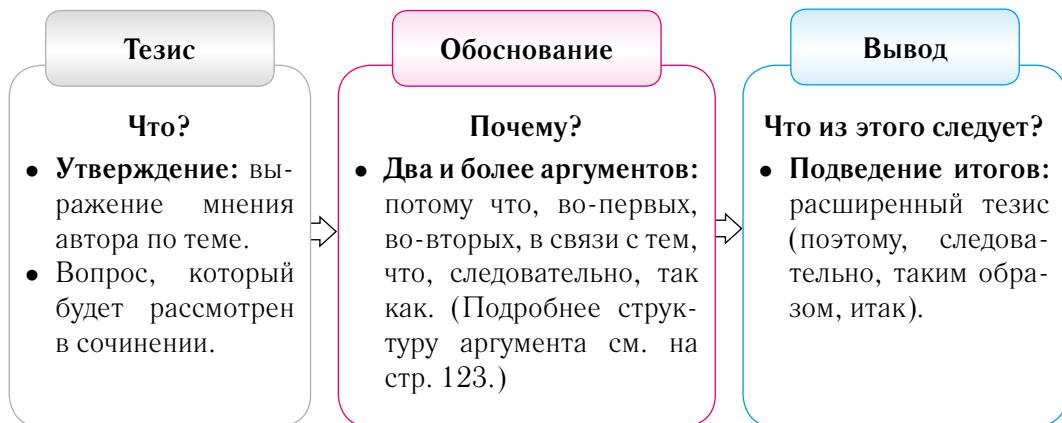 Тезис
Что?
• Утверждение: вы-
ражение мнения
автора по теме.
• Вопрос, который
будет рассмотрен
в сочинении.
Обоснование
Почему?
• Два и более аргументов:
потому что, во-первых,
во-вторых, в связи с тем,
что, следовательно, так
как. (Подробнее струк-
туру аргумента см. на
стр. 123.)
Вывод
Что из этого следует?
• Подведение итогов:
расширенный тезис
(поэтому, следова-
тельно, таким обра-
зом, итак).